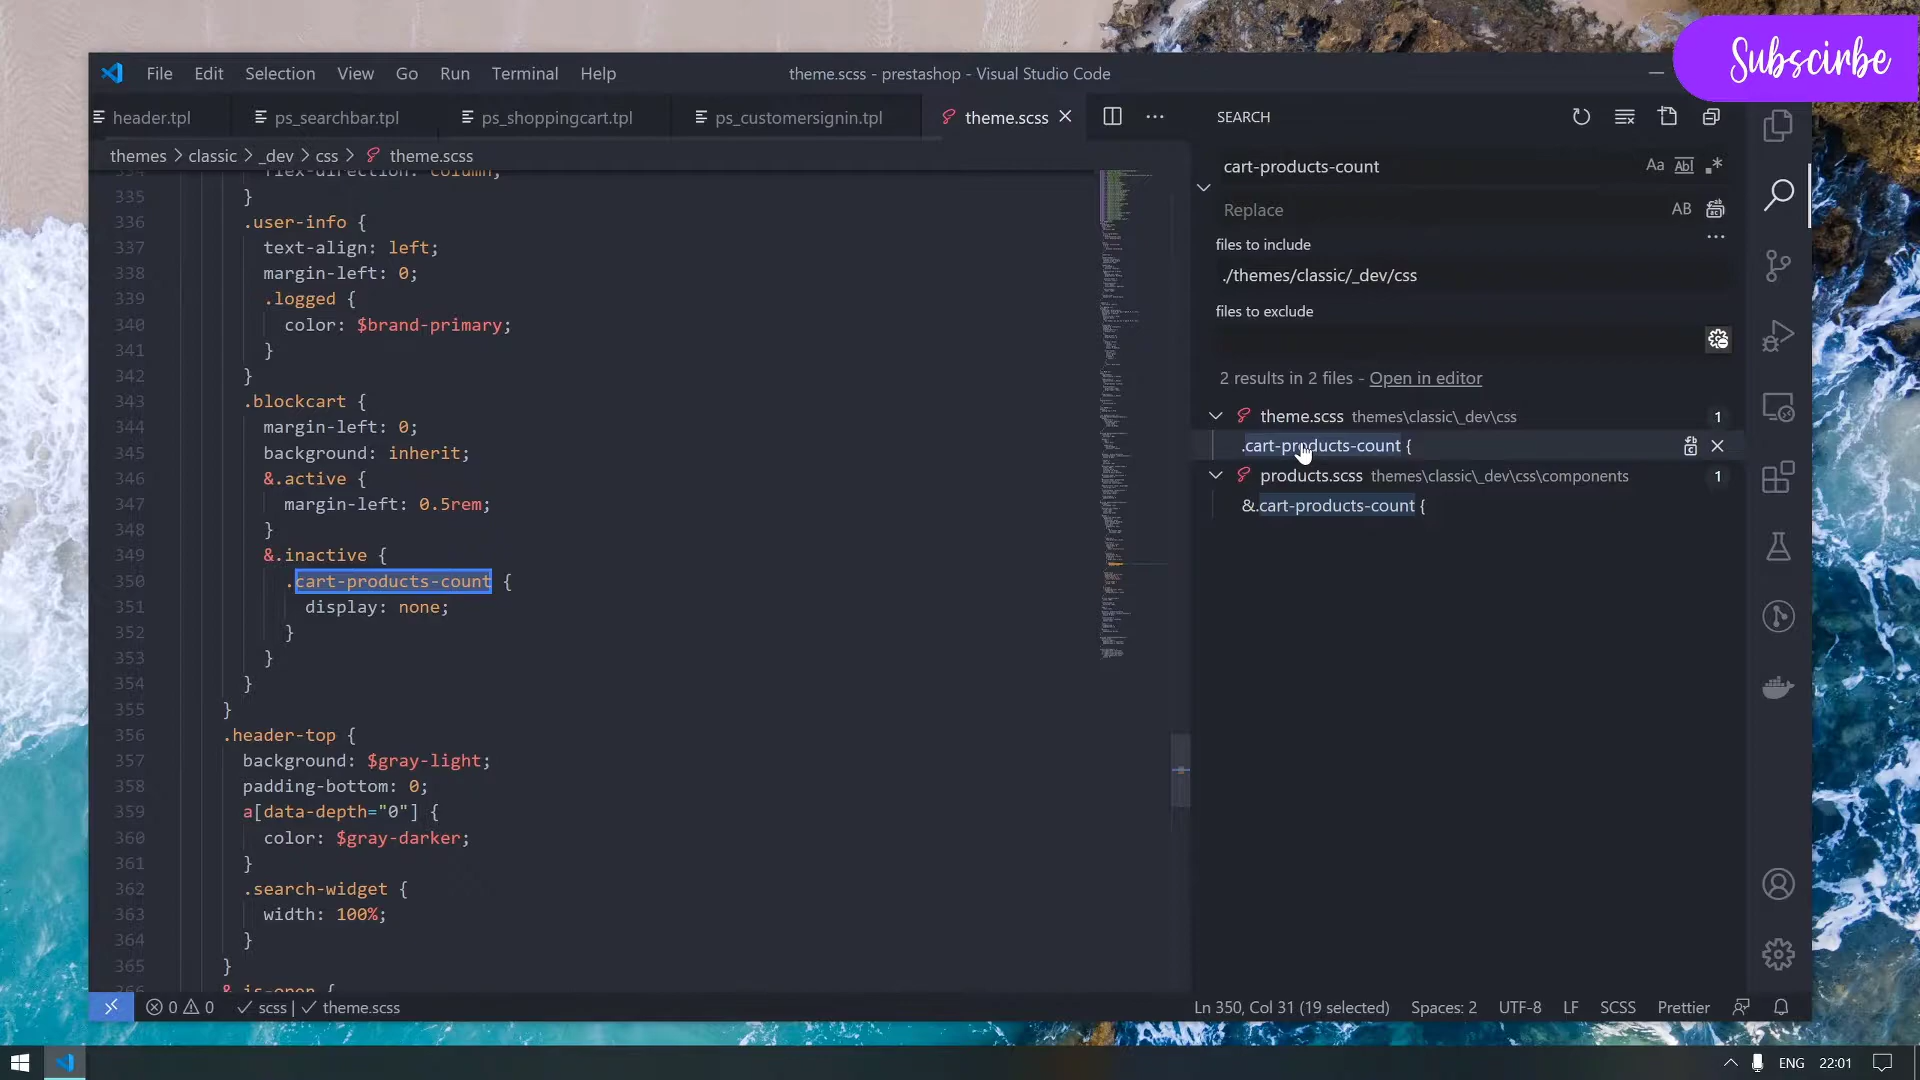 Subscirbe
File Edit Selection View Go Run Terminal Help
theme.scss - prestashop - Visual Studio Code
header.tpl
ps_searchbar.tpl
ps_shoppingcart.tpl
ps_customersignin.tpl
theme.scss
themes > classic > _dev > css > theme.scss
334 flex-direction: column;
335 }
336 .user-info {
337 text-align: left;
338 margin-left: 0;
339 .logged {
340 color: $brand-primary;
341 }
342 }
343 .blockcart {
344 margin-left: 0;
345 background: inherit;
346 &.active {
347 margin-left: 0.5rem;
348 }
349 &.inactive {
350 .cart-products-count {
351 display: none;
352 }
353 }
354 }
355 }
356 .header-top {
357 background: $gray-light;
358 padding-bottom: 0;
359 a[data-depth="0"] {
360 color: $gray-darker;
361 }
362 .search-widget {
363 width: 100%;
364 }
365 }
366 &.is-open {
SEARCH
cart-products-count
Aa Abl .*
Replace
AB
files to include
./themes/classic/_dev/css
files to exclude
2 results in 2 files - Open in editor
theme.scss themes\classic\_dev\css 1
.cart-products-count {
products.scss themes\classic\_dev\css\components 1
&.cart-products-count {
0 0 scss | theme.scss
Ln 350, Col 31 (19 selected) Spaces: 2 UTF-8 LF SCSS Prettier
ENG 22:01